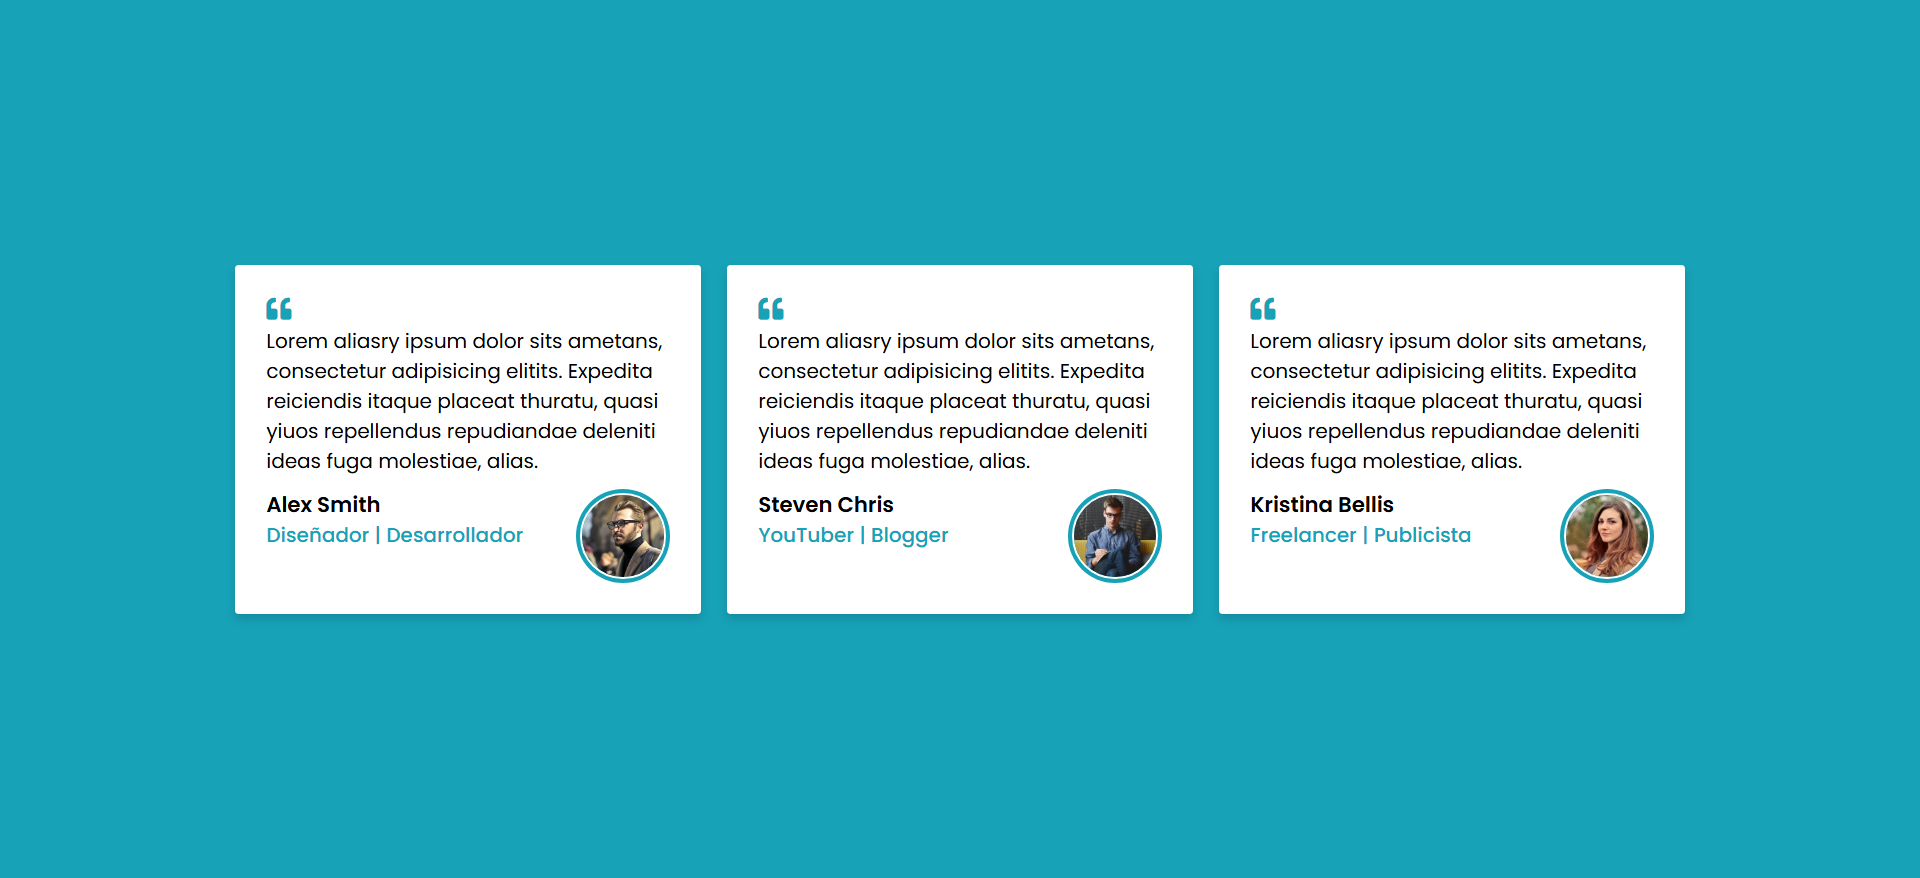 Lorem aliasry ipsum dolor sits ametans,
consectetur adipisicing elitits. Expedita
reiciendis itaque placeat thuratu, quasi
yiuos repellendus repudiandae deleniti
ideas fuga molestiae, alias.
Alex Smith
Diseñador | Desarrollador
Lorem aliasry ipsum dolor sits ametans,
consectetur adipisicing elitits. Expedita
reiciendis itaque placeat thuratu, quasi
yiuos repellendus repudiandae deleniti
ideas fuga molestiae, alias.
Steven Chris
YouTuber | Blogger
Lorem aliasry ipsum dolor sits ametans,
consectetur adipisicing elitits. Expedita
reiciendis itaque placeat thuratu, quasi
yiuos repellendus repudiandae deleniti
ideas fuga molestiae, alias.
Kristina Bellis
Freelancer | Publicista